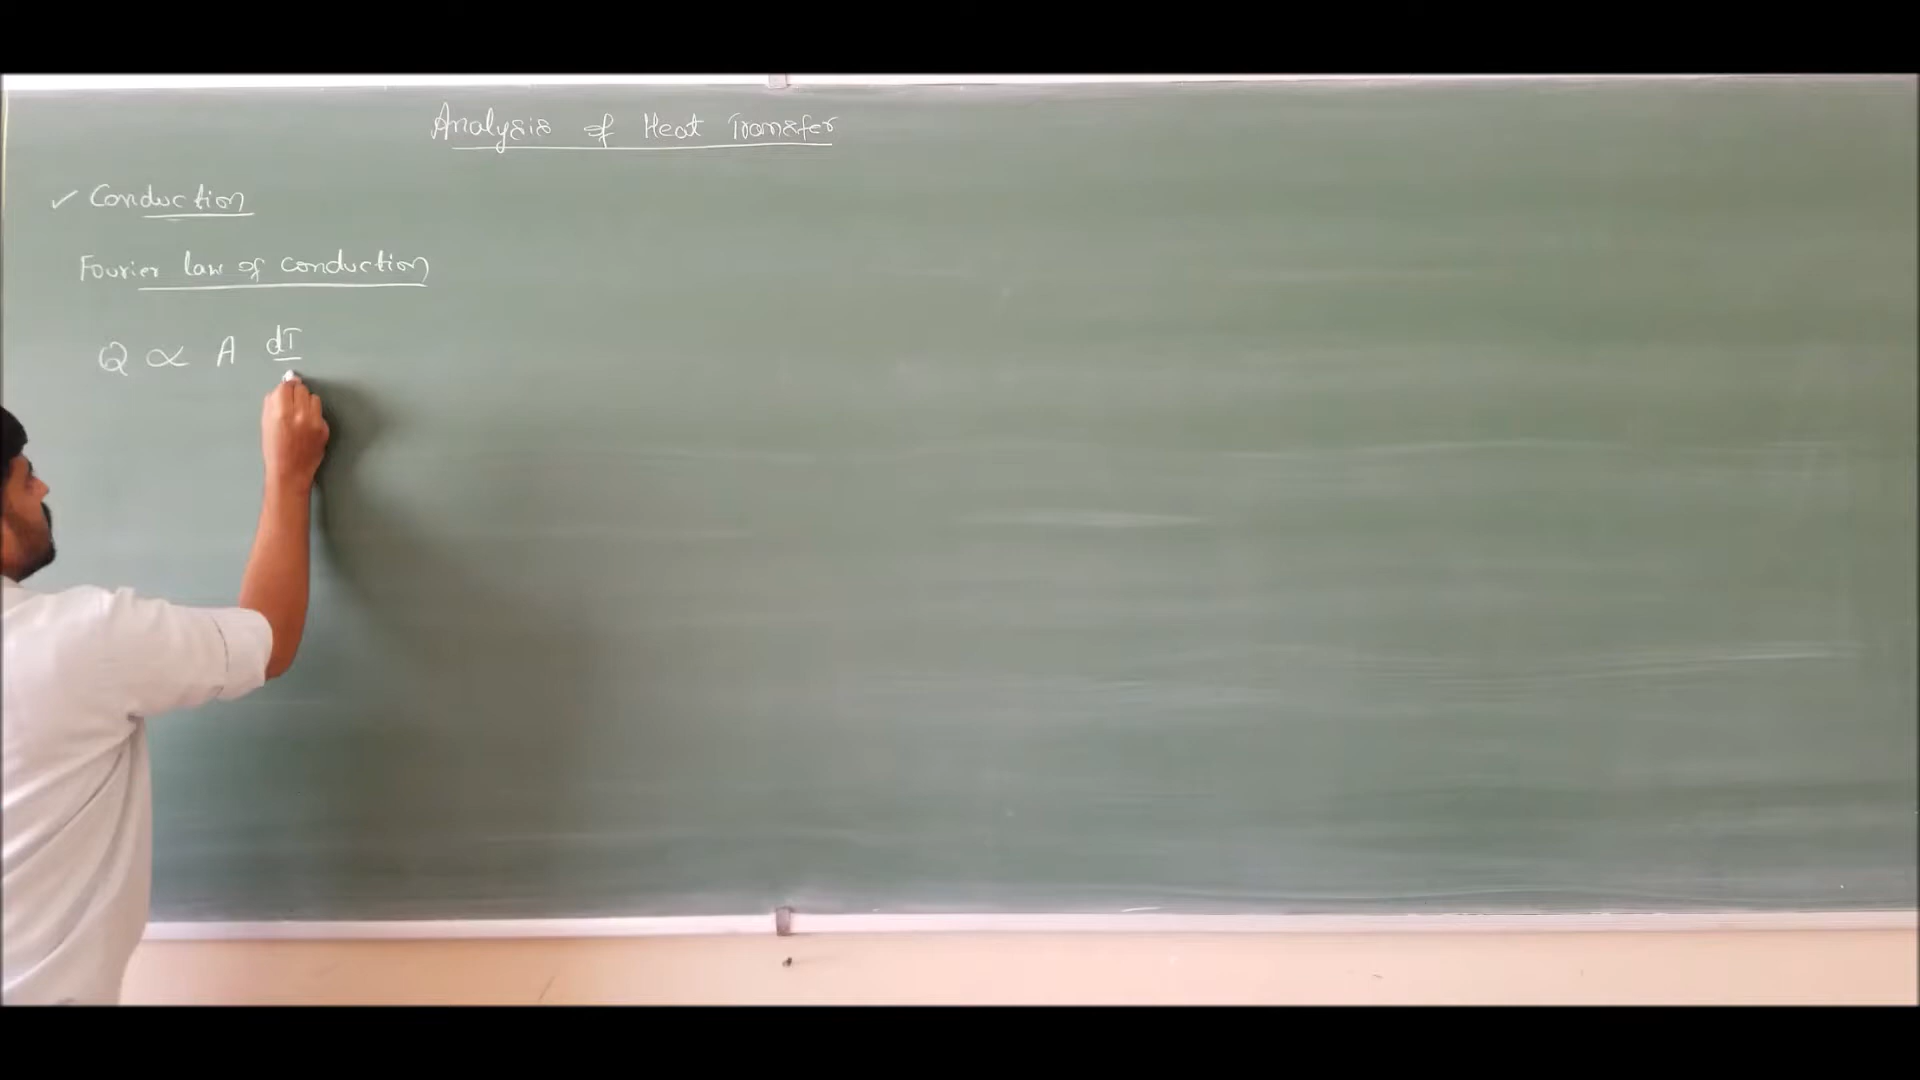 Analysis of Heat Transfer
✓ Conduction
Fourier law of conduction
Q ∝ A dT